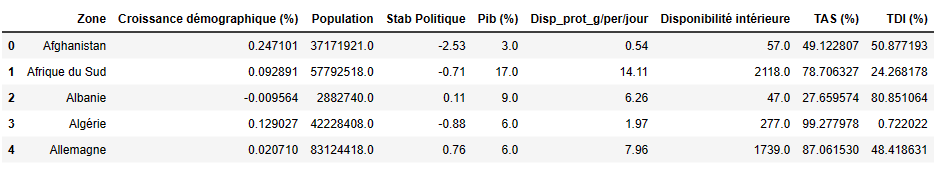 Zone Croissance démographique (%) Population Stab Politique Pib (%) Disp_prot_g/per/jour Disponibilité intérieure TAS (%) TDI (%)
0 Afghanistan 0.247101 37171921.0 -2.53 3.0 0.54 57.0 49.122807 50.877193
1 Afrique du Sud 0.092891 57792518.0 -0.71 17.0 14.11 2118.0 78.706327 24.268178
2 Albanie -0.009564 2882740.0 0.11 9.0 6.26 47.0 27.659574 80.851064
3 Algérie 0.129027 42228408.0 -0.88 6.0 1.97 277.0 99.277978 0.722022
4 Allemagne 0.020710 83124418.0 0.76 6.0 7.96 1739.0 87.061530 48.418631